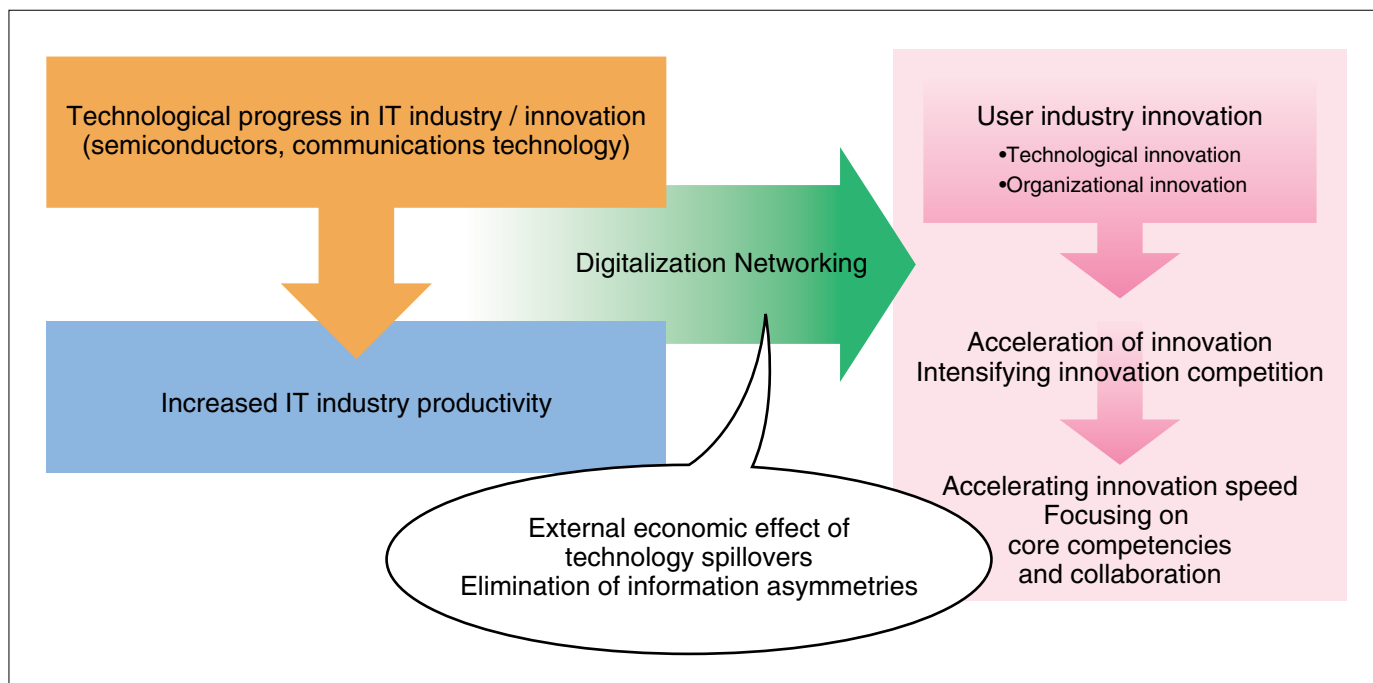 Technological progress in IT industry / innovation
(semiconductors, communications technology)
Increased IT industry productivity
Digitalization Networking
External economic effect of
technology spillovers
Elimination of information asymmetries
User industry innovation
•Technological innovation
•Organizational innovation
Acceleration of innovation
Intensifying innovation competition
Accelerating innovation speed
Focusing on
core competencies
and collaboration